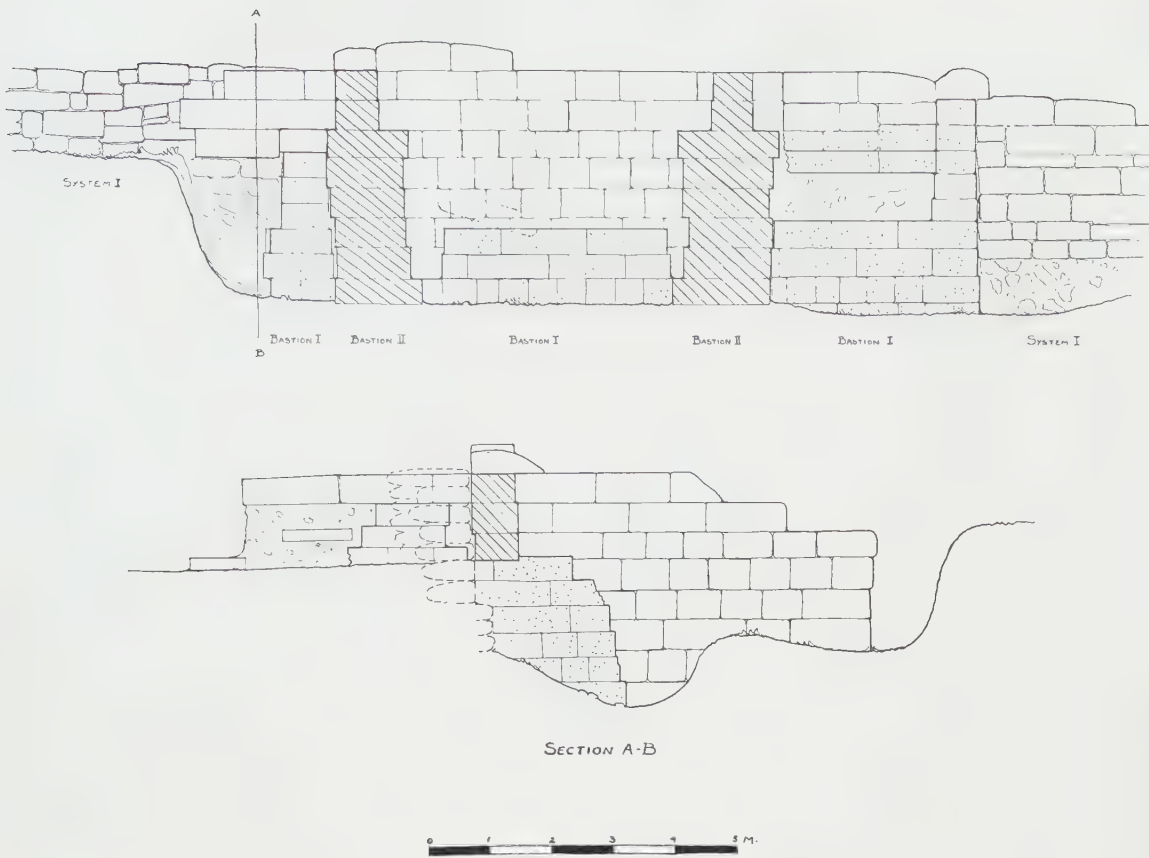 A
SYSTEM I
BASTION I BASTION II BASTION I BASTION II BASTION I SYSTEM I
B
SECTION A-B
0 1 2 3 4 5 M.